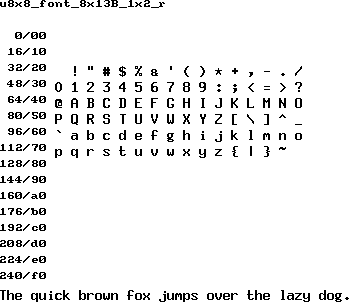 u8x8_font_8x13B_1x2_r
0/00
16/10
32/20 ! " # $ % & ' ( ) * + , - . /
48/30 0 1 2 3 4 5 6 7 8 9 : ; < = > ?
64/40 @ A B C D E F G H I J K L M N O
80/50 P Q R S T U V W X Y Z [ \ ] ^ _
96/60 ` a b c d e f g h i j k l m n o
112/70 p q r s t u v w x y z { | } ~
128/80
144/90
160/a0
176/b0
192/c0
208/d0
224/e0
240/f0
The quick brown fox jumps over the lazy dog.